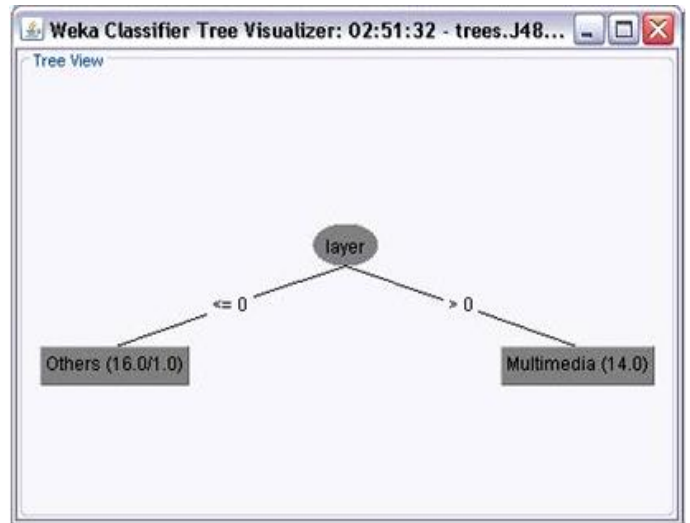 Weka Classifier Tree Visualizer: 02:51:32 - trees.J48...
Tree View
layer
<= 0
> 0
Others (16.0/1.0)
Multimedia (14.0)